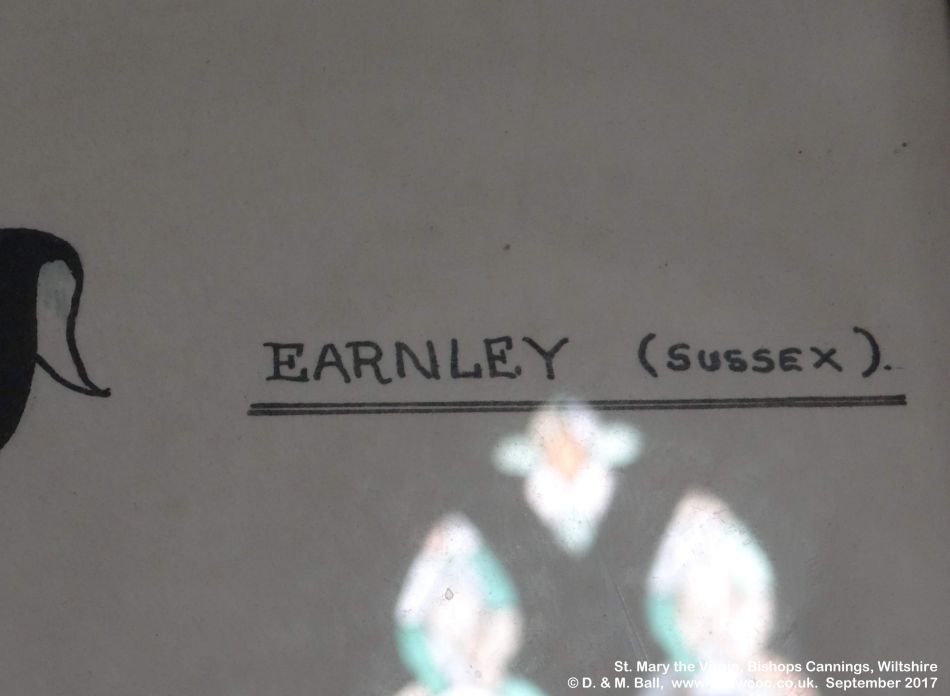 EARNLEY (SUSSEX).
St. Mary the Virgin, Bishops Cannings, Wiltshire
© D. & M. Ball, September 2017